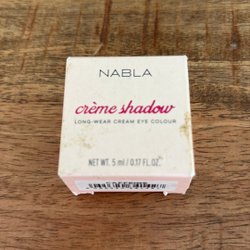 NABLA
crème shadow
LONG-WEAR CREAM EYE COLOUR
NET WT. 5 ml / 0.17 FL.OZ.